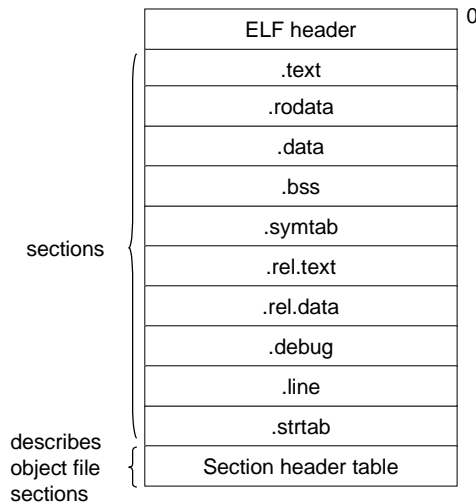 0
ELF header
.text
.rodata
.data
.bss
.symtab
sections
.rel.text
.rel.data
.debug
.line
.strtab
describes
object file
sections
Section header table